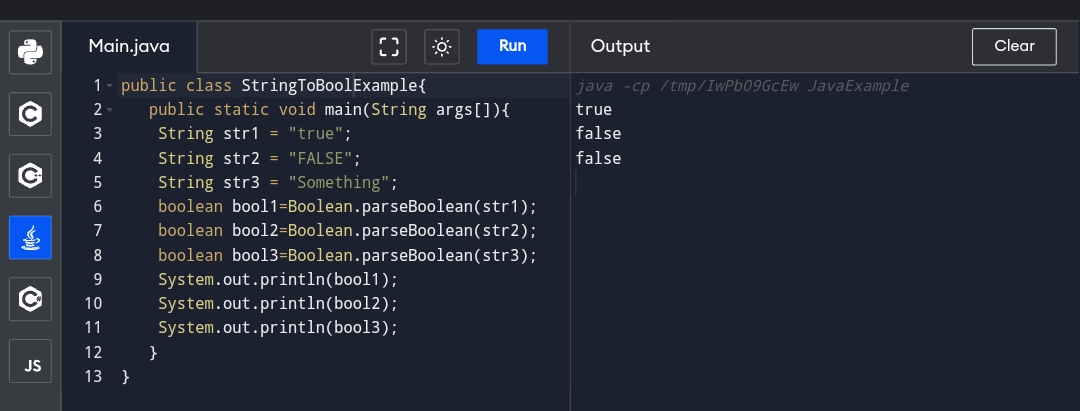 Main.java
Run
Output
Clear
1 public class StringToBoolExample{
2 public static void main(String args[]){
3 String str1 = "true";
4 String str2 = "FALSE";
5 String str3 = "Something";
6 boolean bool1=Boolean.parseBoolean(str1);
7 boolean bool2=Boolean.parseBoolean(str2);
8 boolean bool3=Boolean.parseBoolean(str3);
9 System.out.println(bool1);
10 System.out.println(bool2);
11 System.out.println(bool3);
12 }
13 }
java -cp /tmp/IwPbO9GcEw JavaExample
true
false
false
C
C
C#
JS